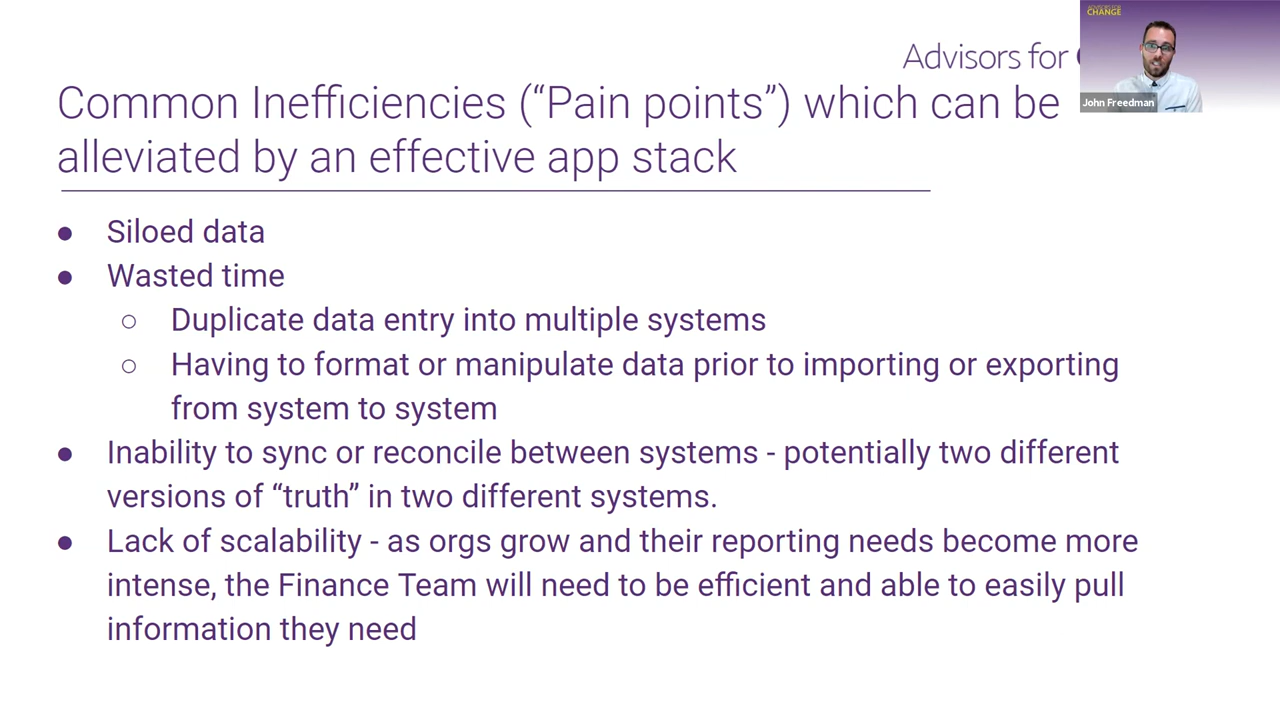 ADVISORS FOR
CHANGE
John Freedman
Advisors for
Common Inefficiencies (“Pain points”) which can be
alleviated by an effective app stack
● Siloed data
● Wasted time
○ Duplicate data entry into multiple systems
○ Having to format or manipulate data prior to importing or exporting
from system to system
● Inability to sync or reconcile between systems - potentially two different
versions of “truth” in two different systems.
● Lack of scalability - as orgs grow and their reporting needs become more
intense, the Finance Team will need to be efficient and able to easily pull
information they need